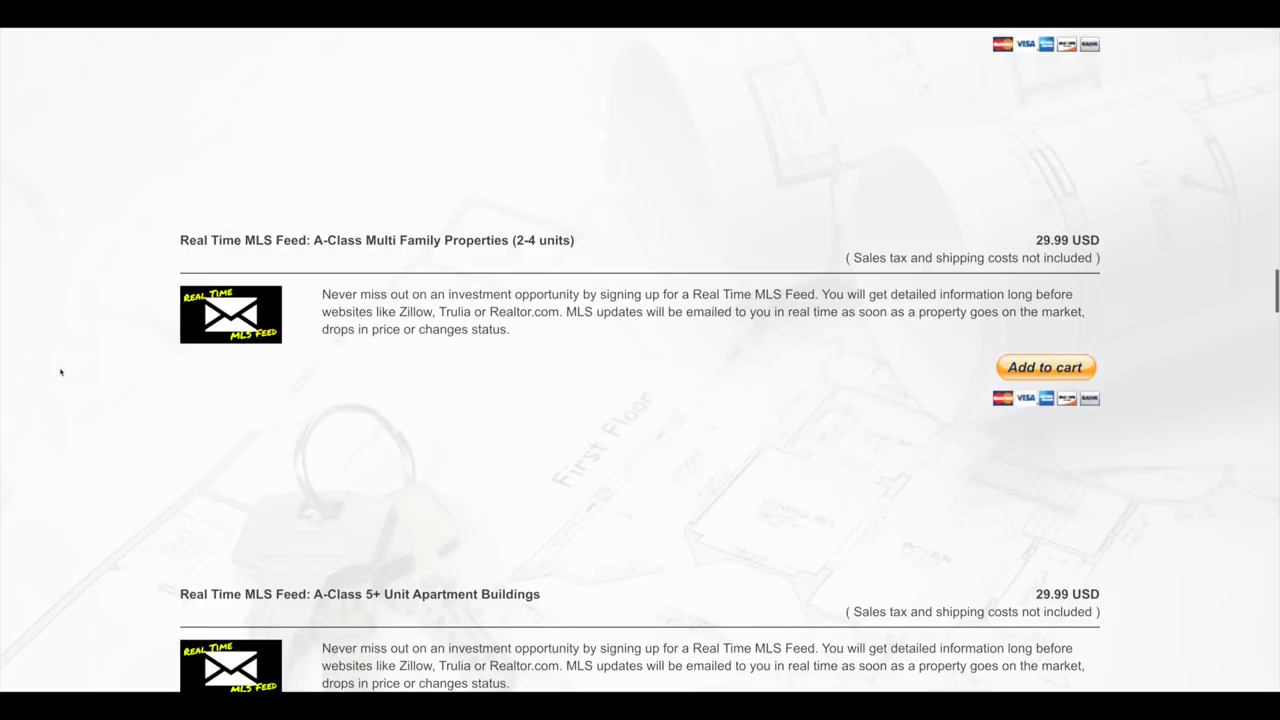 VISA
Real Time MLS Feed: A-Class Multi Family Properties (2-4 units) 29.99 USD
( Sales tax and shipping costs not included )
REAL TIME
MLS FEED
Never miss out on an investment opportunity by signing up for a Real Time MLS Feed. You will get detailed information long before
websites like Zillow, Trulia or Realtor.com. MLS updates will be emailed to you in real time as soon as a property goes on the market,
drops in price or changes status.
Add to cart
VISA
First Floor
Real Time MLS Feed: A-Class 5+ Unit Apartment Buildings 29.99 USD
( Sales tax and shipping costs not included )
REAL TIME
MLS FEED
Never miss out on an investment opportunity by signing up for a Real Time MLS Feed. You will get detailed information long before
websites like Zillow, Trulia or Realtor.com. MLS updates will be emailed to you in real time as soon as a property goes on the market,
drops in price or changes status.